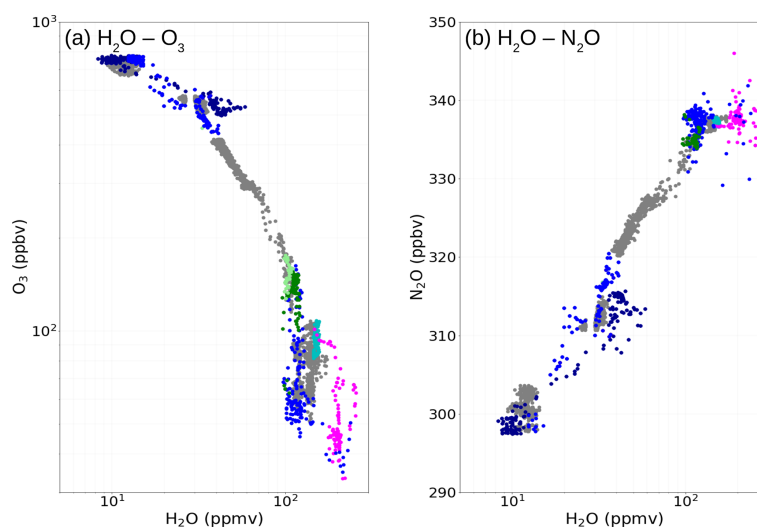 (a) H₂O – O₃
10³
10²
O₃ (ppbv)
10¹
10²
H₂O (ppmv)
(b) H₂O – N₂O
350
340
330
320
310
300
290
N₂O (ppbv)
10¹
10²
H₂O (ppmv)